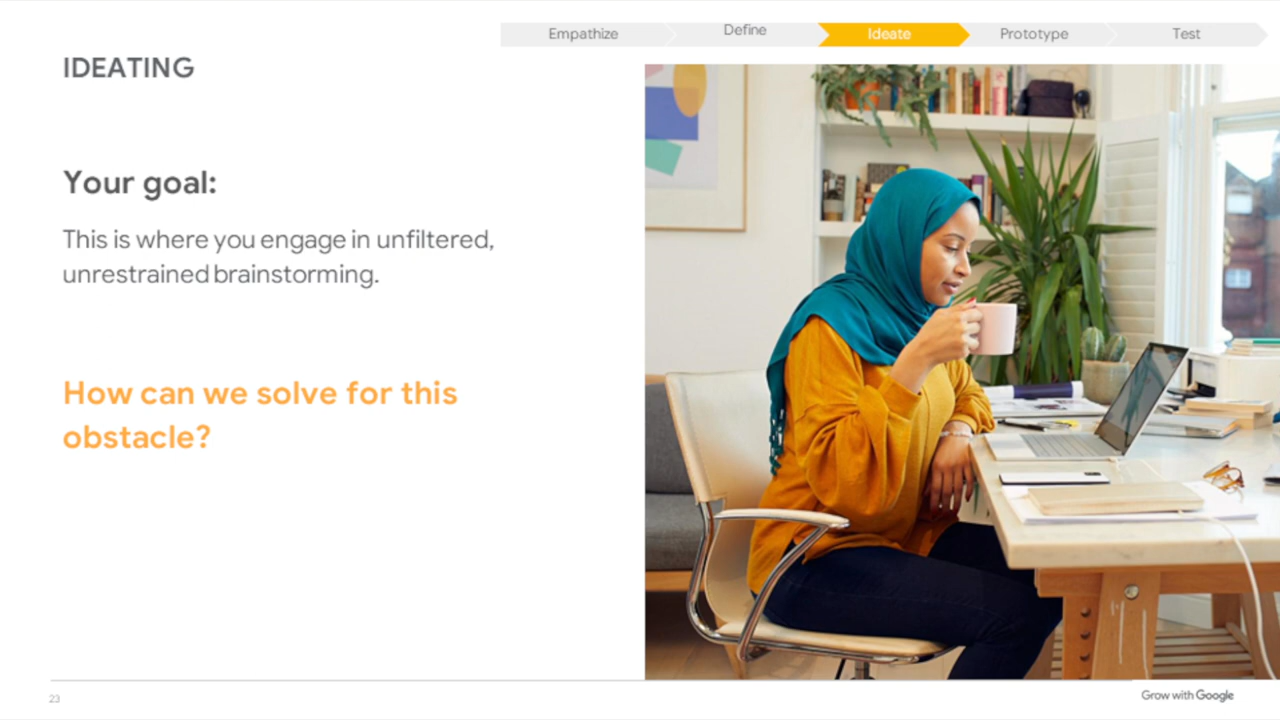 Empathize
Define
Ideate
Prototype
Test
IDEATING
Your goal:
This is where you engage in unfiltered,
unrestrained brainstorming.
How can we solve for this
obstacle?
23
Grow with Google